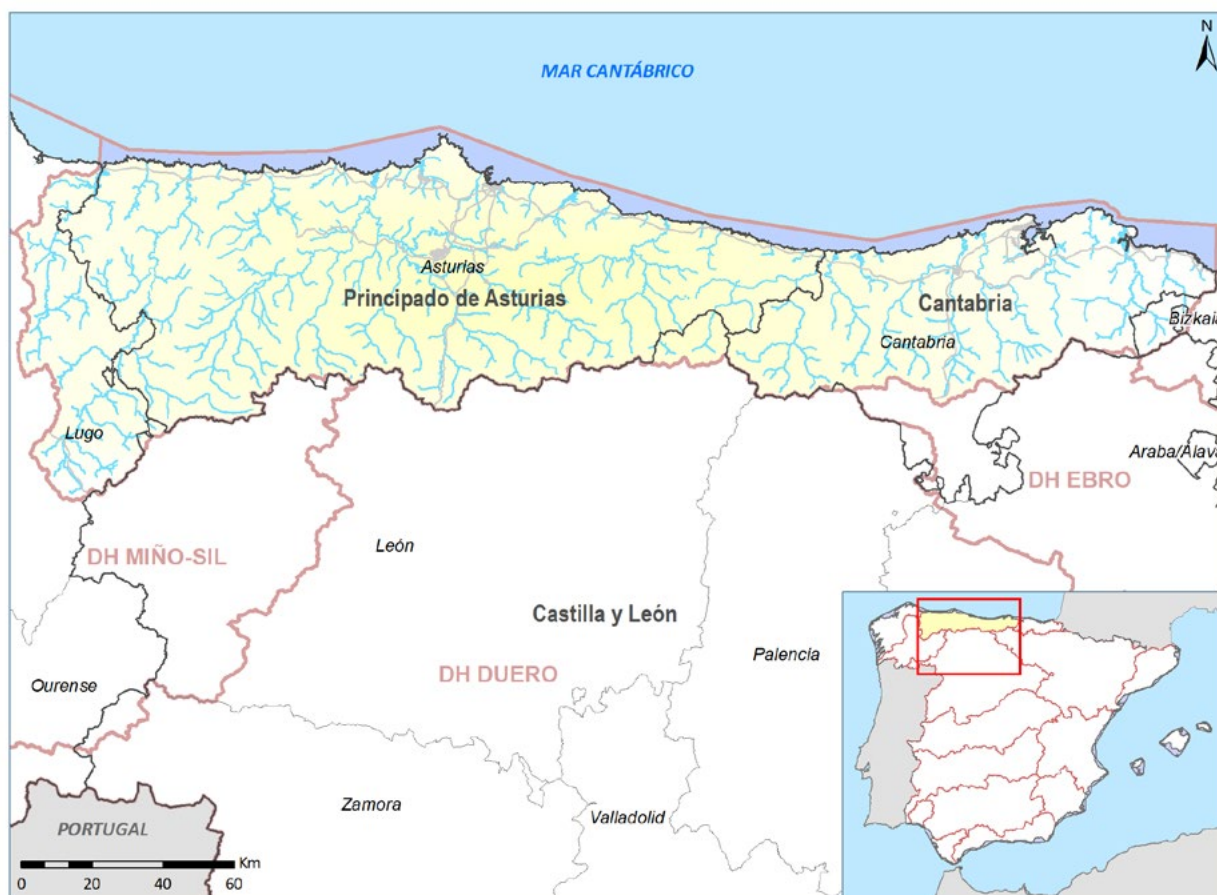 N
MAR CANTÁBRICO
Asturias
Principado de Asturias
Cantabria
Bizkaia
Cantabria
Lugo
Araba/Álava
DH EBRO
DH MIÑO-SIL
León
Castilla y León
Palencia
DH DUERO
Ourense
Zamora
Valladolid
PORTUGAL
Km
0 20 40 60